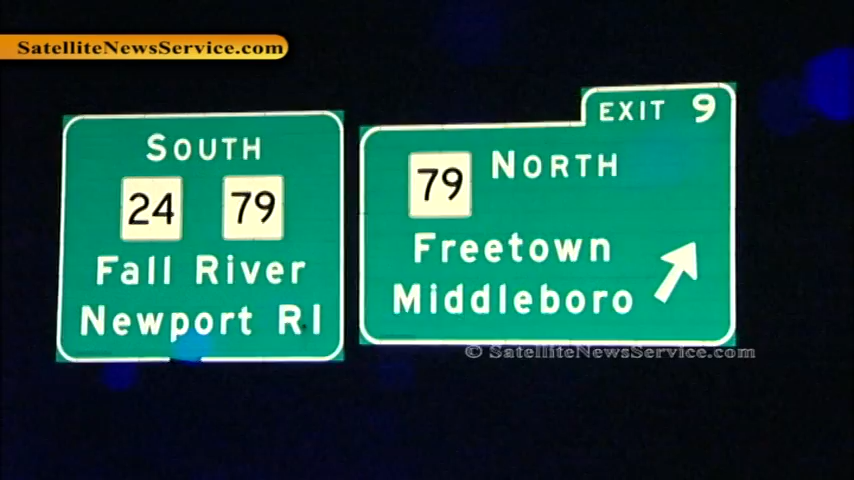 SatelliteNewsService.com
SOUTH
24 79
Fall River
Newport RI
EXIT 9
79 NORTH
Freetown
Middleboro
© SatelliteNewsService.com